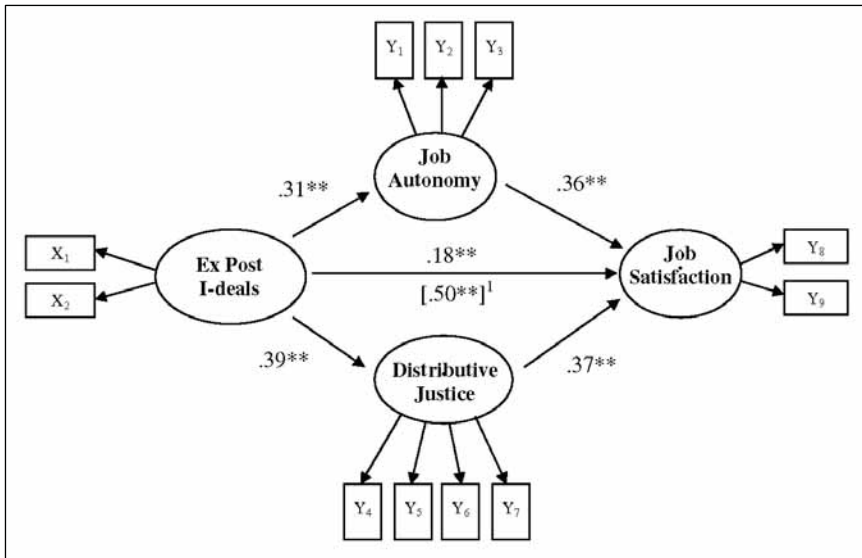 Y₁ Y₂ Y₃
Job
Autonomy
.31** .36**
X₁
X₂
Ex Post
I-deals
.18**
[.50**]¹
Job
Satisfaction
Y₈
Y₉
.39** .37**
Distributive
Justice
Y₄ Y₅ Y₆ Y₇